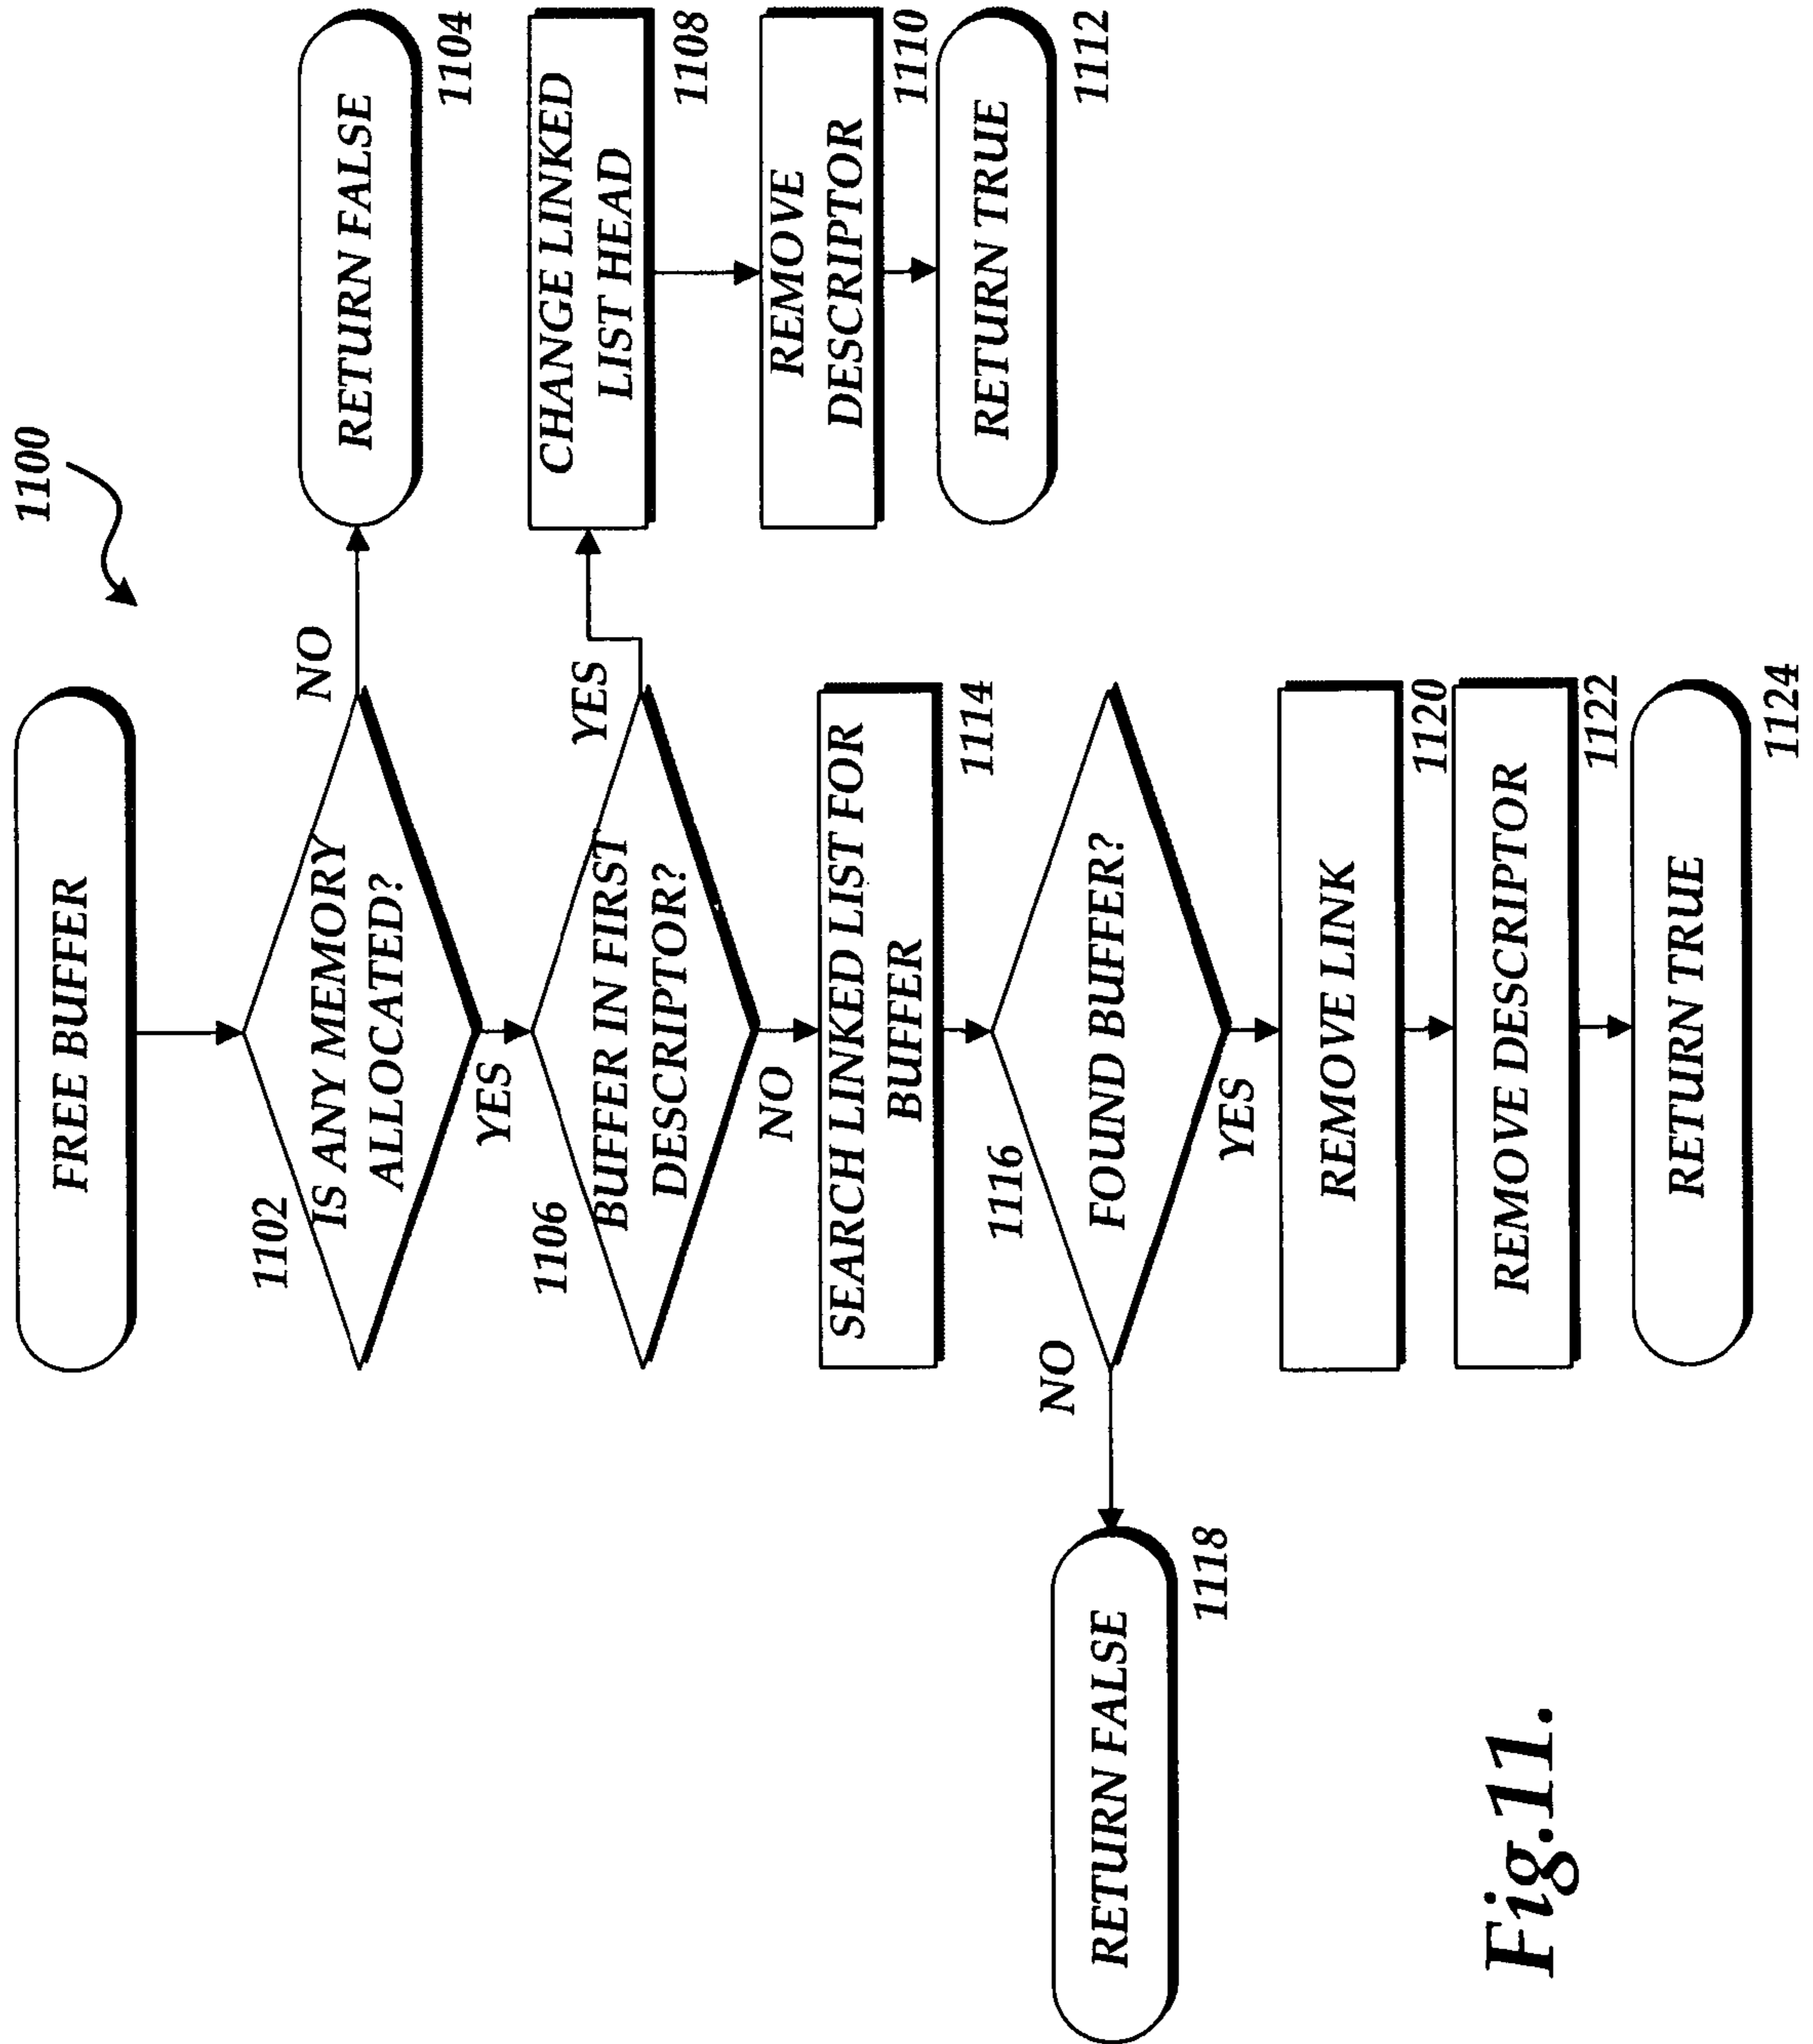 1100
FREE BUFFER
1102
IS ANY MEMORY
ALLOCATED?
NO
RETURN FALSE
1104
YES
1106
BUFFER IN FIRST
DESCRIPTOR?
YES
CHANGE LINKED
LIST HEAD
1108
REMOVE
DESCRIPTOR
1110
RETURN TRUE
1112
NO
SEARCH LINKED LIST FOR
BUFFER
1114
1116
FOUND BUFFER?
NO
RETURN FALSE
1118
YES
REMOVE LINK
1120
REMOVE DESCRIPTOR
1122
RETURN TRUE
1124
Fig.11.